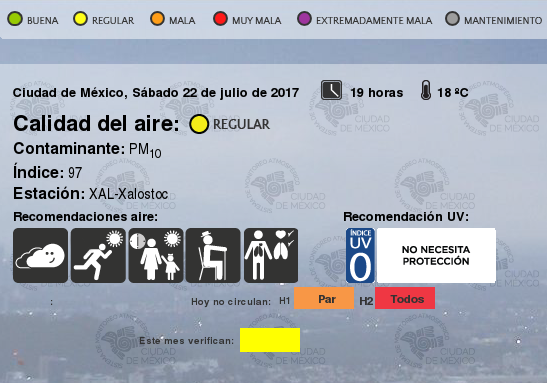 BUENA REGULAR MALA MUY MALA EXTREMADAMENTE MALA MANTENIMIENTO
Ciudad de México, Sábado 22 de julio de 2017 19 horas 18 ºC
Calidad del aire: REGULAR
Contaminante: PM10
Índice: 97
Estación: XAL-Xalostoc
Recomendaciones aire: Recomendación UV:
ÍNDICE UV 0
NO NECESITA PROTECCIÓN
: Hoy no circulan: H1 Par H2 Todos
Este mes verifican: